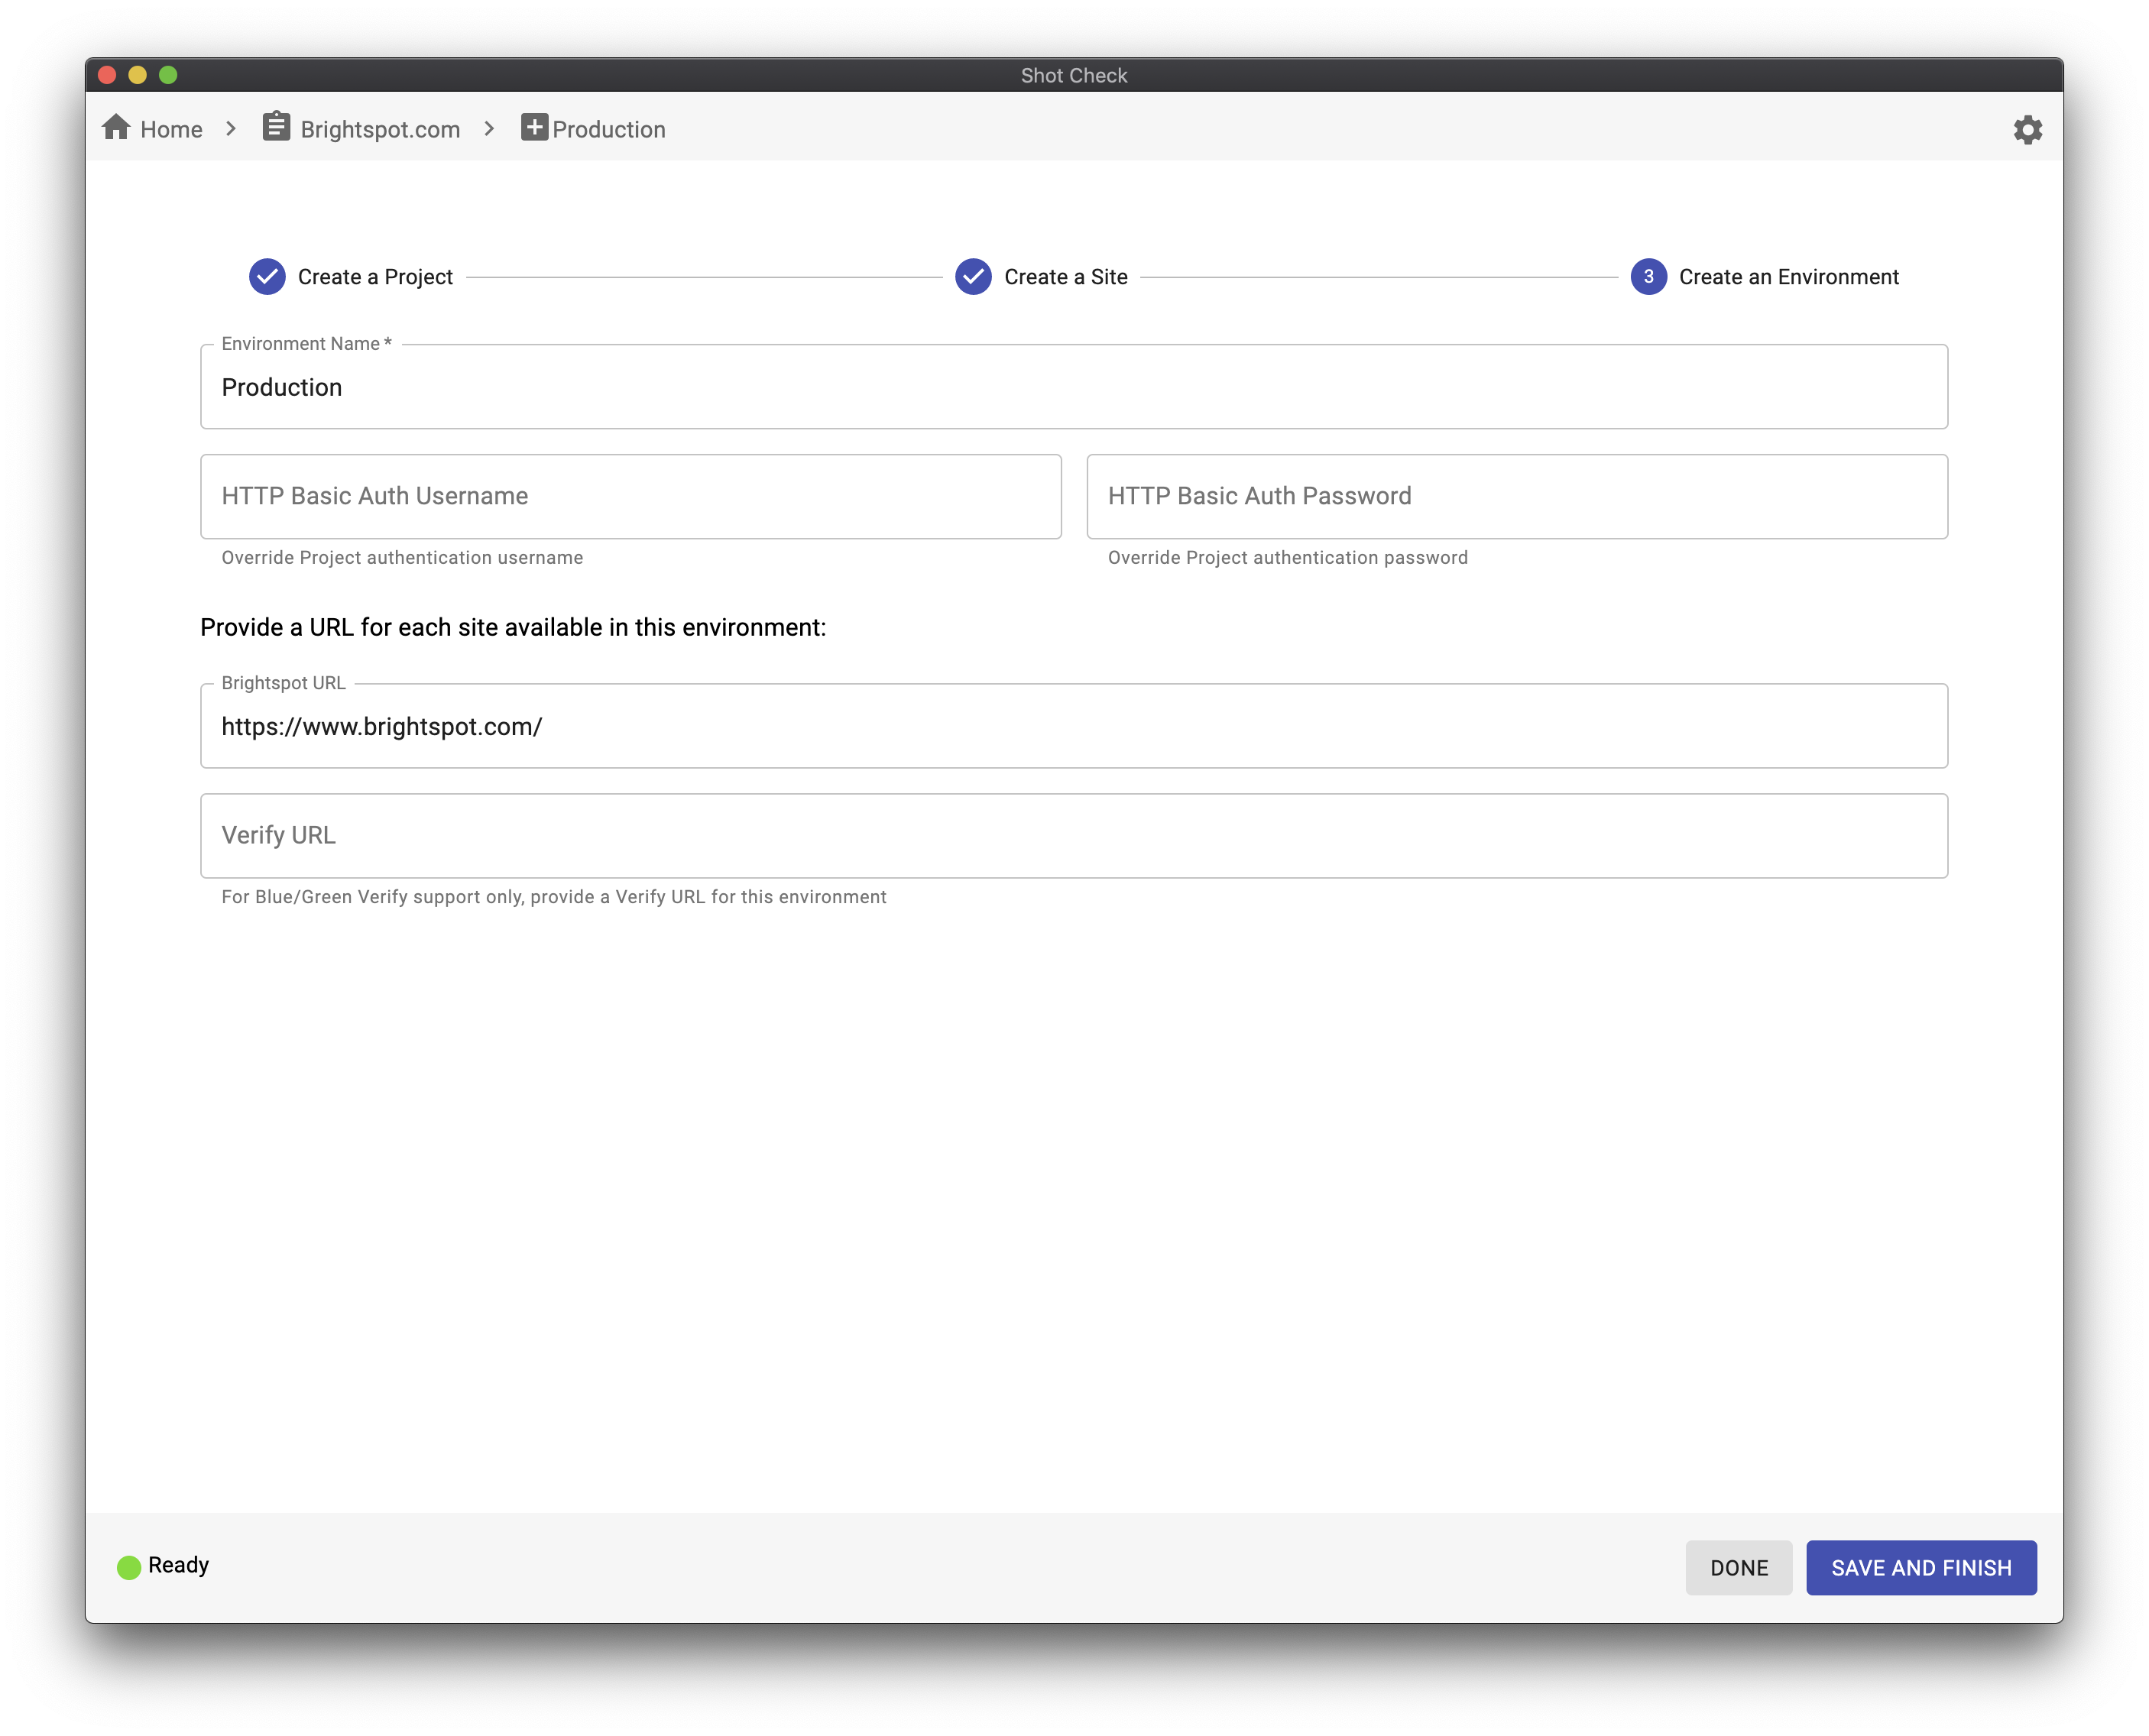 Shot Check
Home > Brightspot.com > Production
Create a Project
Create a Site
3 Create an Environment
Environment Name *
Production
HTTP Basic Auth Username
HTTP Basic Auth Password
Override Project authentication username
Override Project authentication password
Provide a URL for each site available in this environment:
Brightspot URL
https://www.brightspot.com/
Verify URL
For Blue/Green Verify support only, provide a Verify URL for this environment
Ready
DONE
SAVE AND FINISH